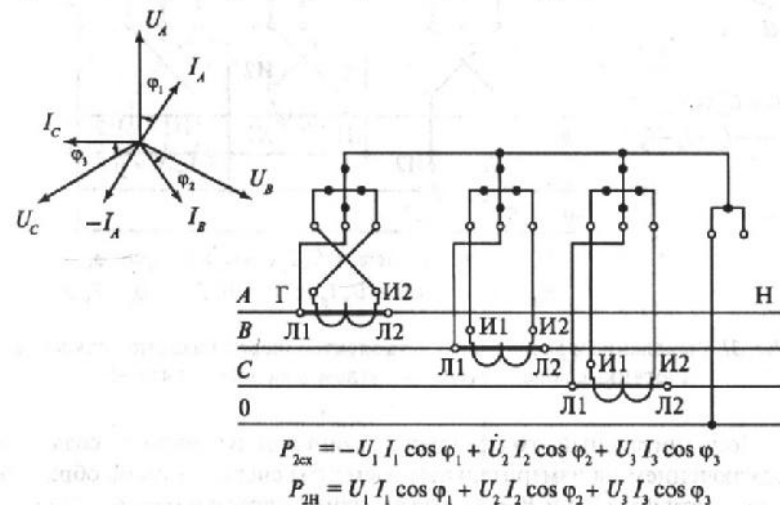 U_A
I_A
φ₁
I_C
φ₃
φ₂
U_B
U_C
−I_A
I_B
A Г И2 Н
Л1 Л2
B
И1 И2
Л1 Л2
И1 И2
C
Л1 Л2
0
P₂сх = −U₁ I₁ cos φ₁ + U̇₂ I₂ cos φ₂ + U₃ I₃ cos φ₃
P₂Н = U₁ I₁ cos φ₁ + U₂ I₂ cos φ₂ + U₃ I₃ cos φ₃